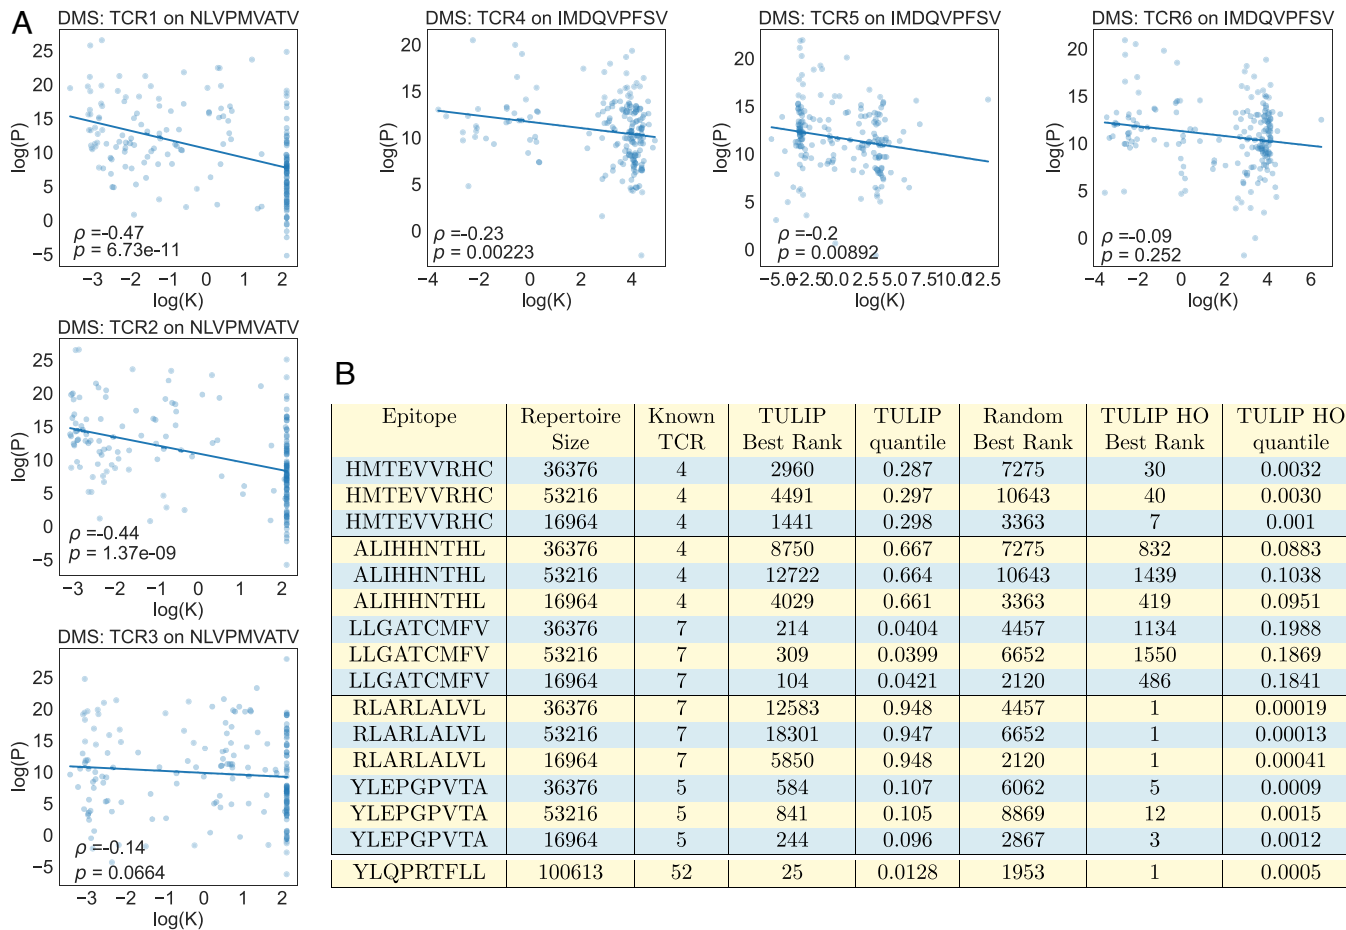 A
DMS: TCR1 on NLVPMVATV
25
20
15
10
5
0
−5
log(P)
ρ =-0.47
p = 6.73e-11
−3 −2 −1 0 1 2
log(K)
DMS: TCR4 on IMDQVPFSV
20
15
10
5
0
log(P)
ρ =-0.23
p = 0.00223
−4 −2 0 2 4
log(K)
DMS: TCR5 on IMDQVPFSV
20
15
10
5
0
log(P)
ρ =-0.2
p = 0.00892
−5.0 −2.5 0.0 2.5 5.0 7.5 10.0 12.5
log(K)
DMS: TCR6 on IMDQVPFSV
20
15
10
5
0
log(P)
ρ =-0.09
p = 0.252
−4 −2 0 2 4 6
log(K)
DMS: TCR2 on NLVPMVATV
25
20
15
10
5
0
−5
log(P)
ρ =-0.44
p = 1.37e-09
−3 −2 −1 0 1 2
log(K)
DMS: TCR3 on NLVPMVATV
25
20
15
10
5
0
−5
log(P)
ρ =-0.14
p = 0.0664
−3 −2 −1 0 1 2
log(K)
B
Epitope Repertoire Known TULIP TULIP Random TULIP HO TULIP HO
Size TCR Best Rank quantile Best Rank Best Rank quantile
HMTEVVRHC 36376 4 2960 0.287 7275 30 0.0032
HMTEVVRHC 53216 4 4491 0.297 10643 40 0.0030
HMTEVVRHC 16964 4 1441 0.298 3363 7 0.001
ALIHHNTHL 36376 4 8750 0.667 7275 832 0.0883
ALIHHNTHL 53216 4 12722 0.664 10643 1439 0.1038
ALIHHNTHL 16964 4 4029 0.661 3363 419 0.0951
LLGATCMFV 36376 7 214 0.0404 4457 1134 0.1988
LLGATCMFV 53216 7 309 0.0399 6652 1550 0.1869
LLGATCMFV 16964 7 104 0.0421 2120 486 0.1841
RLARLALVL 36376 7 12583 0.948 4457 1 0.00019
RLARLALVL 53216 7 18301 0.947 6652 1 0.00013
RLARLALVL 16964 7 5850 0.948 2120 1 0.00041
YLEPGPVTA 36376 5 584 0.107 6062 5 0.0009
YLEPGPVTA 53216 5 841 0.105 8869 12 0.0015
YLEPGPVTA 16964 5 244 0.096 2867 3 0.0012
YLQPRTFLL 100613 52 25 0.0128 1953 1 0.0005